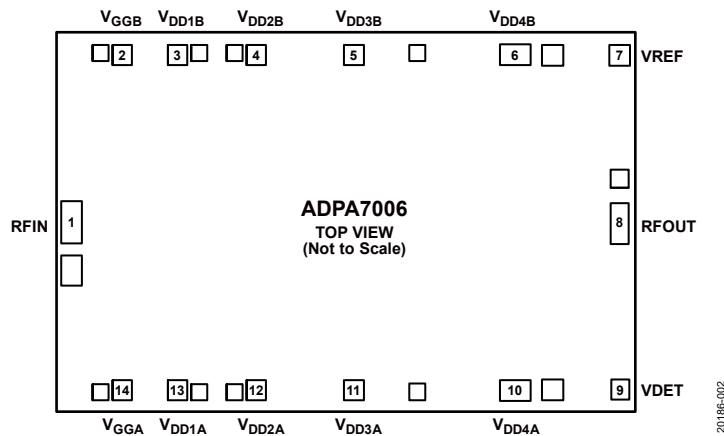 VGGB VDD1B VDD2B VDD3B VDD4B
2 3 4 5 6 7 VREF
ADPA7006
TOP VIEW
(Not to Scale)
RFIN 1 8 RFOUT
14 13 12 11 10 9 VDET
VGGA VDD1A VDD2A VDD3A VDD4A
20186-002